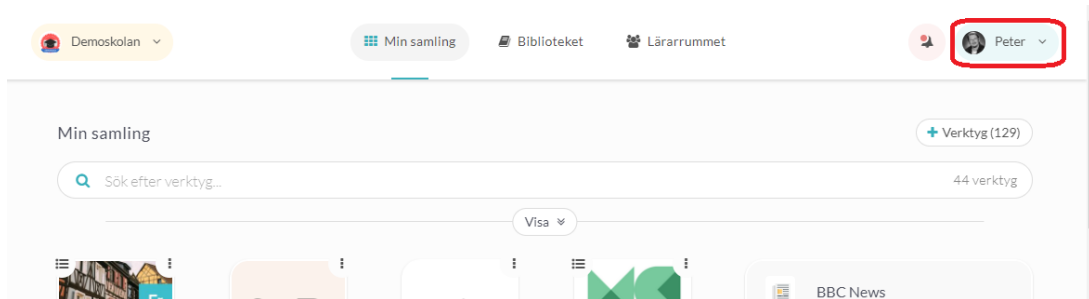 Demoskolan
Min samling
Biblioteket
Lärarrummet
Peter
Min samling
+ Verktyg (129)
Sök efter verktyg...
44 verktyg
Visa
BBC News